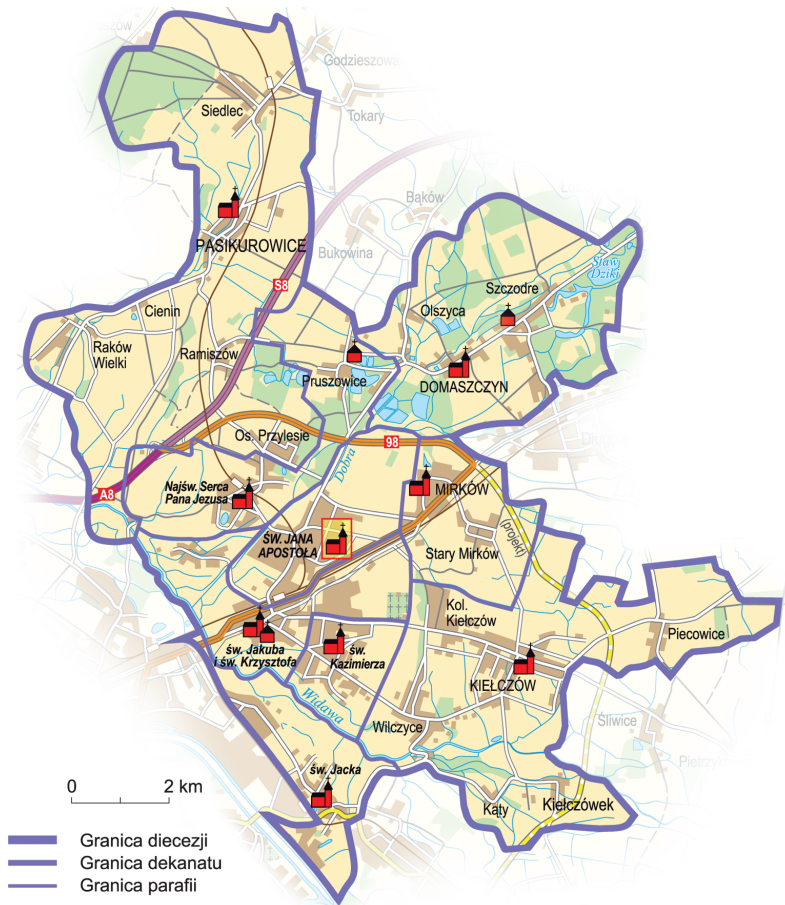 Godzieszowa
Siedlec
Tokary
Bąków
PASIKUROWICE
Bukowina
Staw
Dziki
S8
Szczodre
Cienin
Olszyca
Raków
Wielki
Ramiszów
Pruszowice
DOMASZCZYN
Os. Przylesie
98
Dobra
Najśw. Serca
Pana Jezusa
A8
MIRKÓW
(projekt)
ŚW. JANA
APOSTOŁA
Stary Mirków
Kol.
Kiełczów
Piecowice
św. Jakuba
i św. Krzysztofa
św.
Kazimierza
KIEŁCZÓW
Widawa
Wilczyce
Śliwice
św. Jacka
0 2 km
Kąty
Kiełczówek
Granica diecezji
Granica dekanatu
Granica parafii